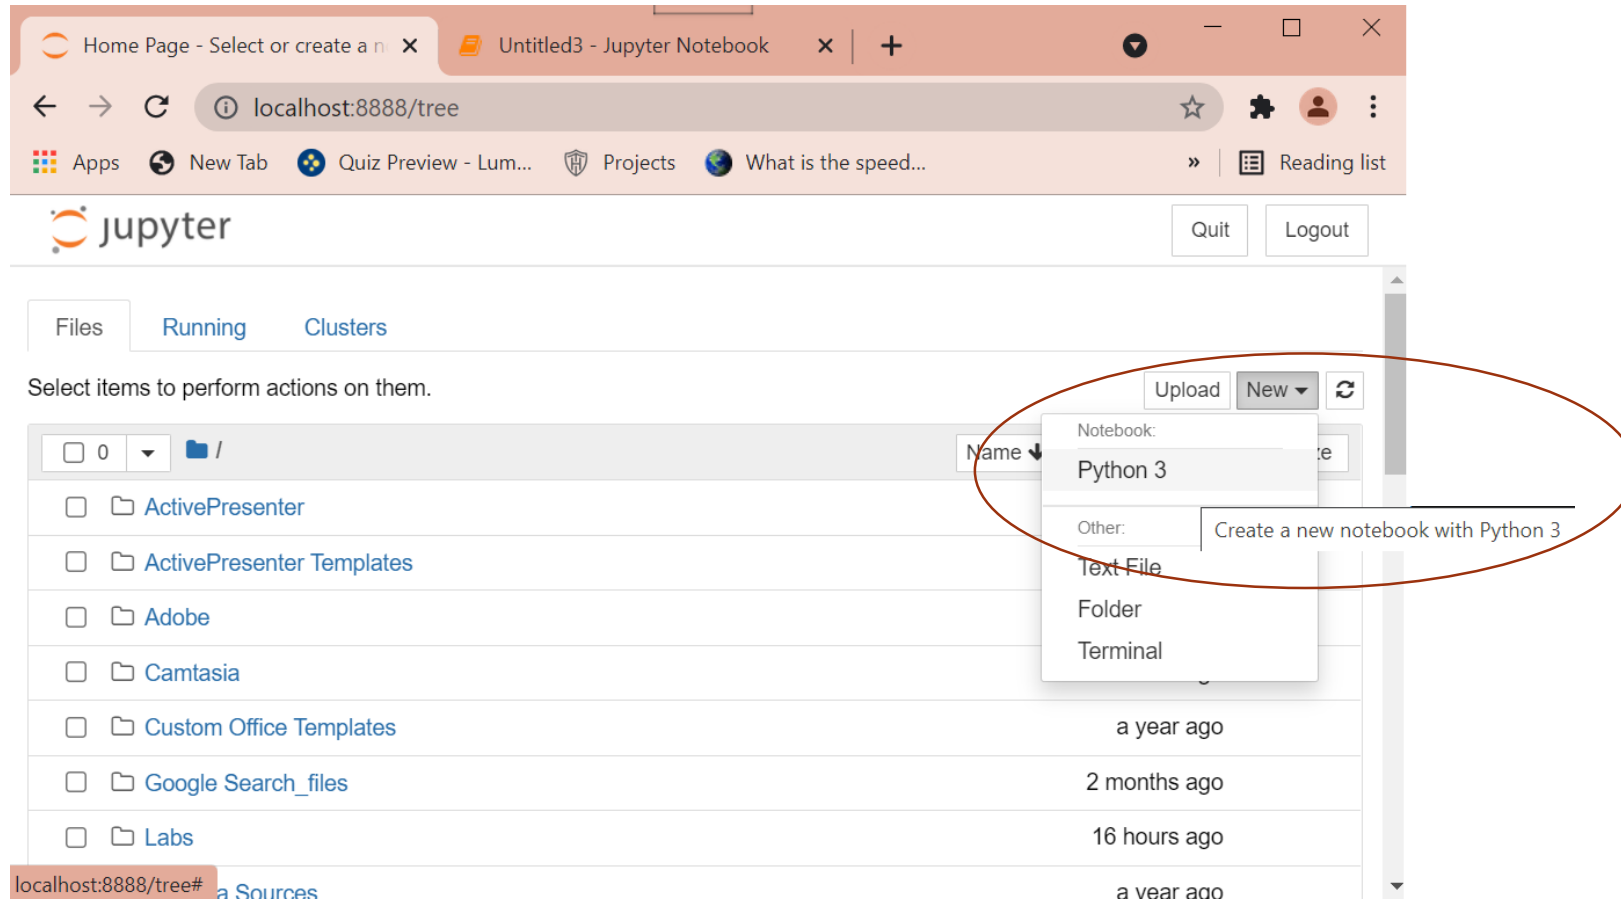 Home Page - Select or create a n
Untitled3 - Jupyter Notebook
localhost:8888/tree
Apps
New Tab
Quiz Preview - Lum...
Projects
What is the speed...
»
Reading list
jupyter
Quit
Logout
Files
Running
Clusters
Select items to perform actions on them.
Upload
New
0
/
Name
Notebook:
Python 3
Create a new notebook with Python 3
Other:
Text File
Folder
Terminal
ActivePresenter
ActivePresenter Templates
Adobe
Camtasia
Custom Office Templates
a year ago
Google Search_files
2 months ago
Labs
16 hours ago
Sources
a year ago
localhost:8888/tree#